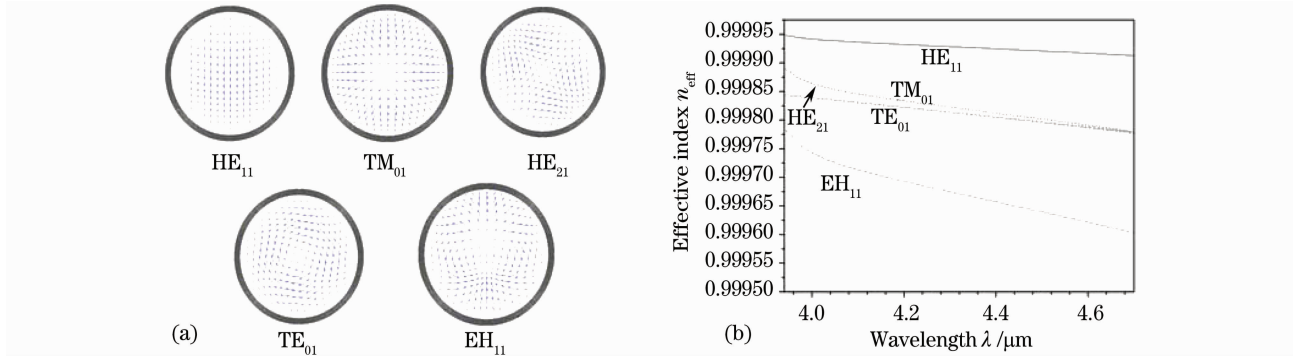 HE₁₁
TM₀₁
HE₂₁
TE₀₁
EH₁₁
(a)
Effective index n_eff
0.99995
0.99990
0.99985
0.99980
0.99975
0.99970
0.99965
0.99960
0.99955
0.99950
HE₁₁
TM₀₁
HE₂₁
TE₀₁
EH₁₁
4.0
4.2
4.4
4.6
(b)
Wavelength λ /μm